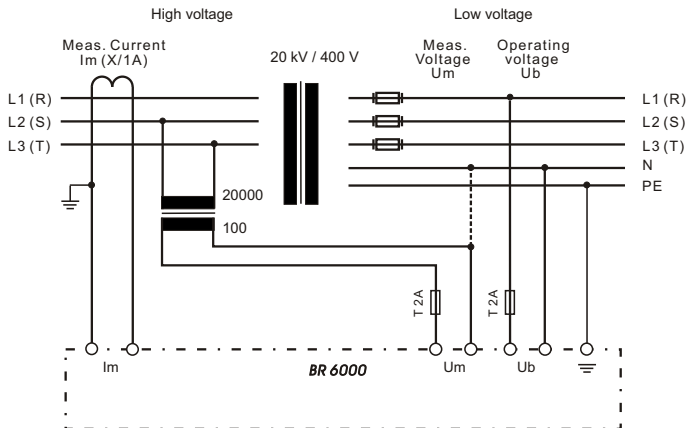 High voltage
Low voltage
Meas. Current
Im (X/1A)
20 kV / 400 V
Meas.
Voltage
Um
Operating
voltage
Ub
L1 (R)
L2 (S)
L3 (T)
L1 (R)
L2 (S)
L3 (T)
N
PE
20000
100
T 2A
T 2A
Im
BR 6000
Um
Ub